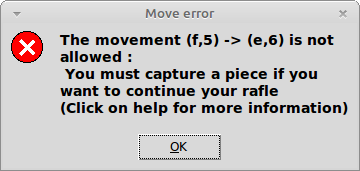 Move error
The movement (f,5) -> (e,6) is not
allowed :
You must capture a piece if you
want to continue your rafle
(Click on help for more information)
OK